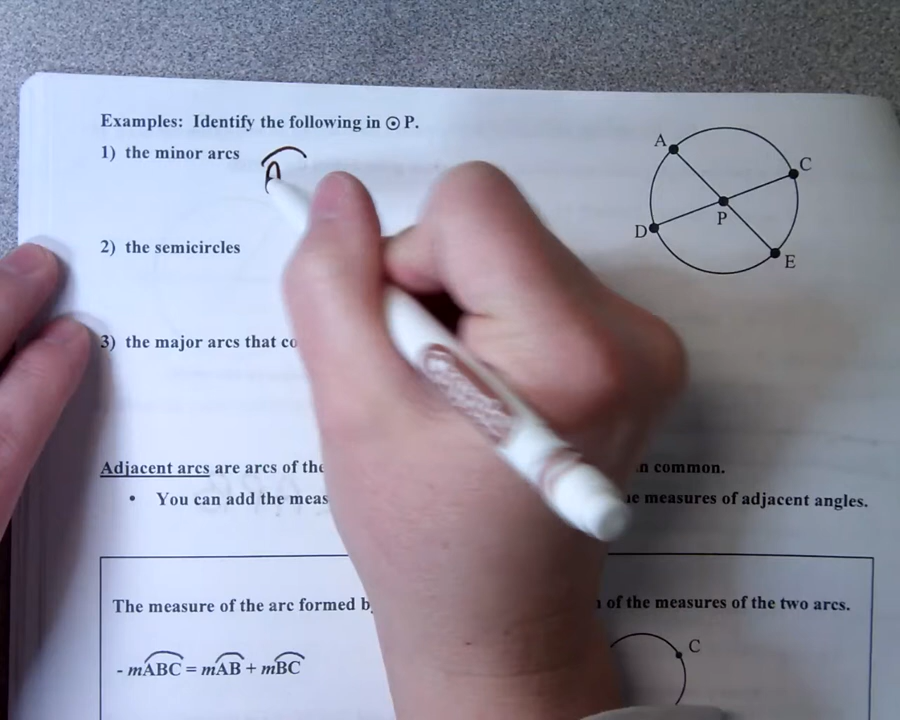 Examples: Identify the following in ⊙ P.
1) the minor arcs A
A
C
P
D
E
2) the semicircles
3) the major arcs that
Adjacent arcs are arcs of the n common.
• You can add the measures of adjacent angles.
The measure of the arc formed of the measures of the two arcs.
C
- mABC = mAB + mBC